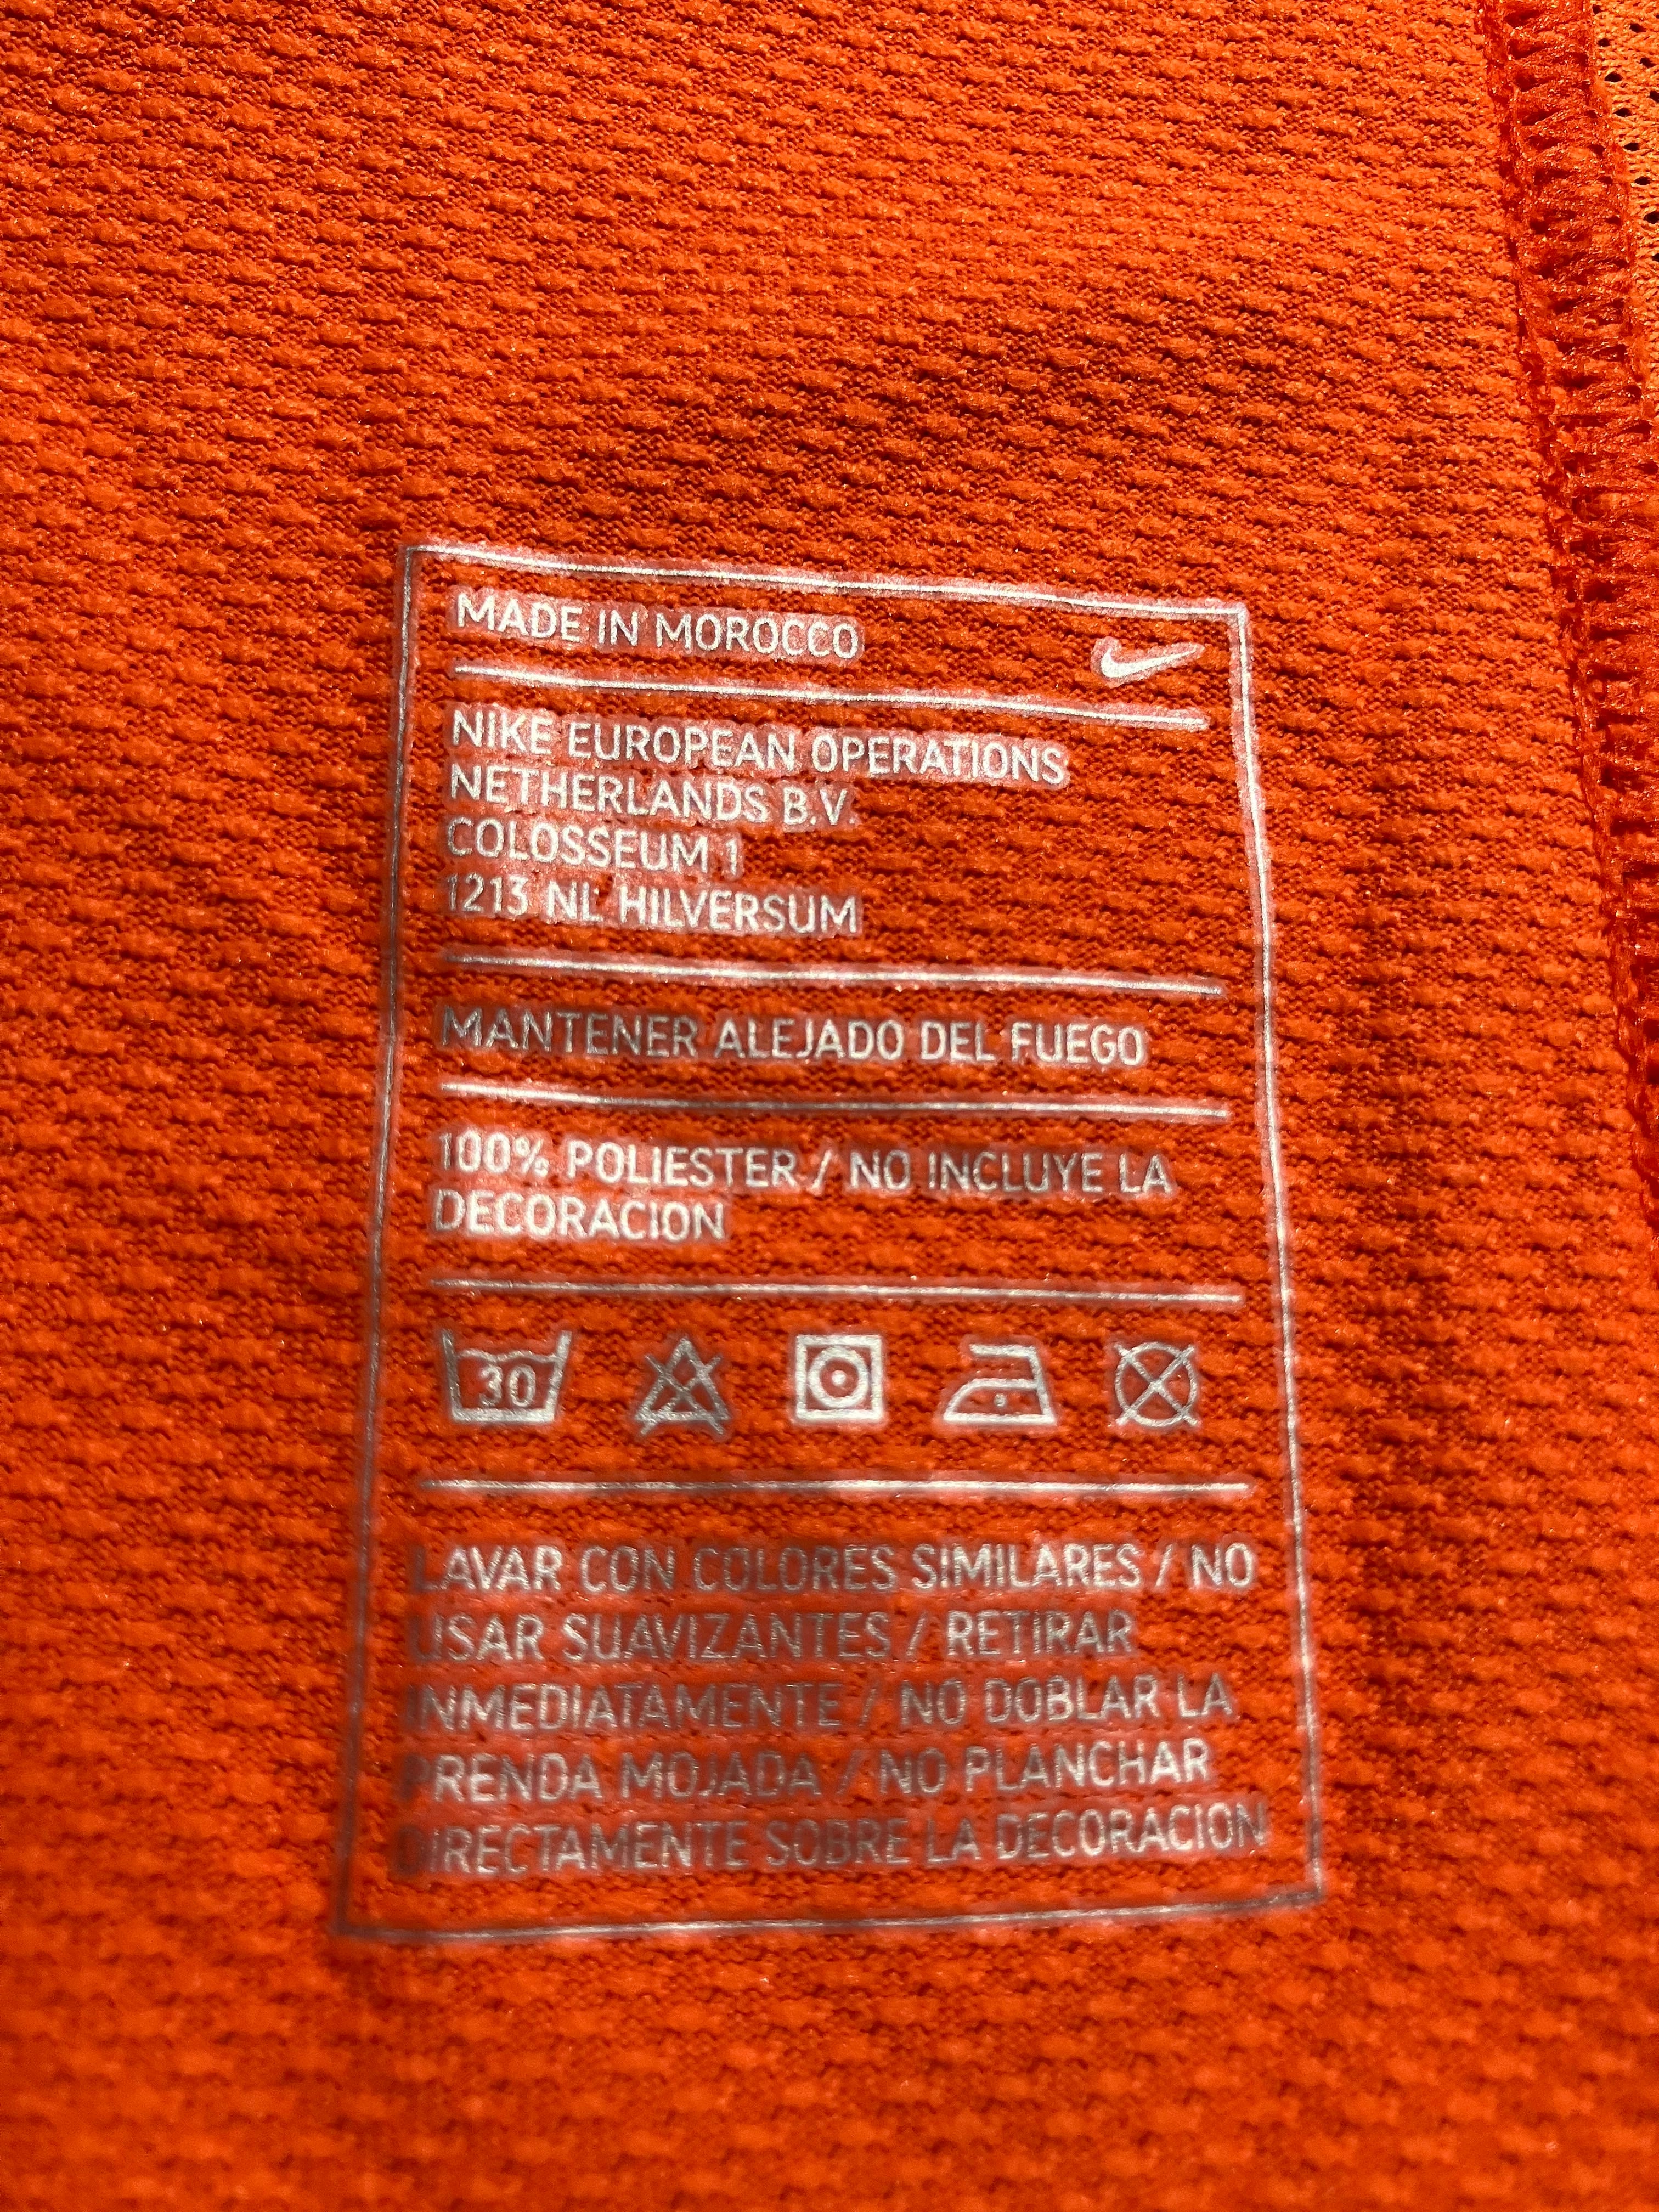 MADE IN MOROCCO
NIKE EUROPEAN OPERATIONS
NETHERLANDS B.V.
COLOSSEUM 1
1213 NL HILVERSUM
MANTENER ALEJADO DEL FUEGO
100% POLIESTER / NO INCLUYE LA
DECORACION
30
LAVAR CON COLORES SIMILARES / NO
USAR SUAVIZANTES / RETIRAR
INMEDIATAMENTE / NO DOBLAR LA
PRENDA MOJADA / NO PLANCHAR
DIRECTAMENTE SOBRE LA DECORACION